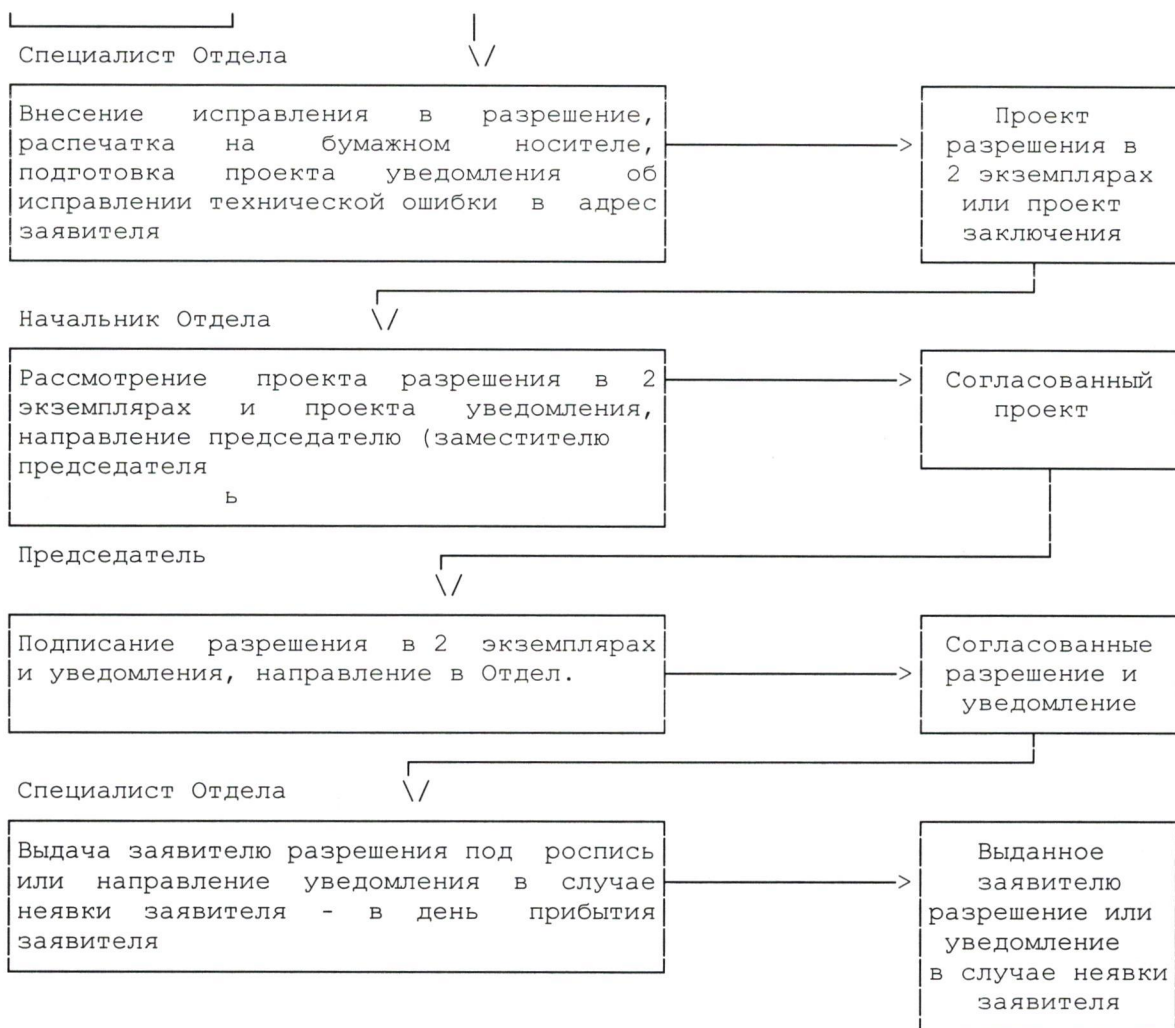 Специалист Отдела
Внесение исправления в разрешение,
распечатка на бумажном носителе,
подготовка проекта уведомления об
исправлении технической ошибки в адрес
заявителя
Проект
разрешения в
2 экземплярах
или проект
заключения
Начальник Отдела
Рассмотрение проекта разрешения в 2
экземплярах и проекта уведомления,
направление председателю (заместителю
председателя
ь
Согласованный
проект
Председатель
Подписание разрешения в 2 экземплярах
и уведомления, направление в Отдел.
Согласованные
разрешение и
уведомление
Специалист Отдела
Выдача заявителю разрешения под роспись
или направление уведомления в случае
неявки заявителя - в день прибытия
заявителя
Выданное
заявителю
разрешение или
уведомление
в случае неявки
заявителя